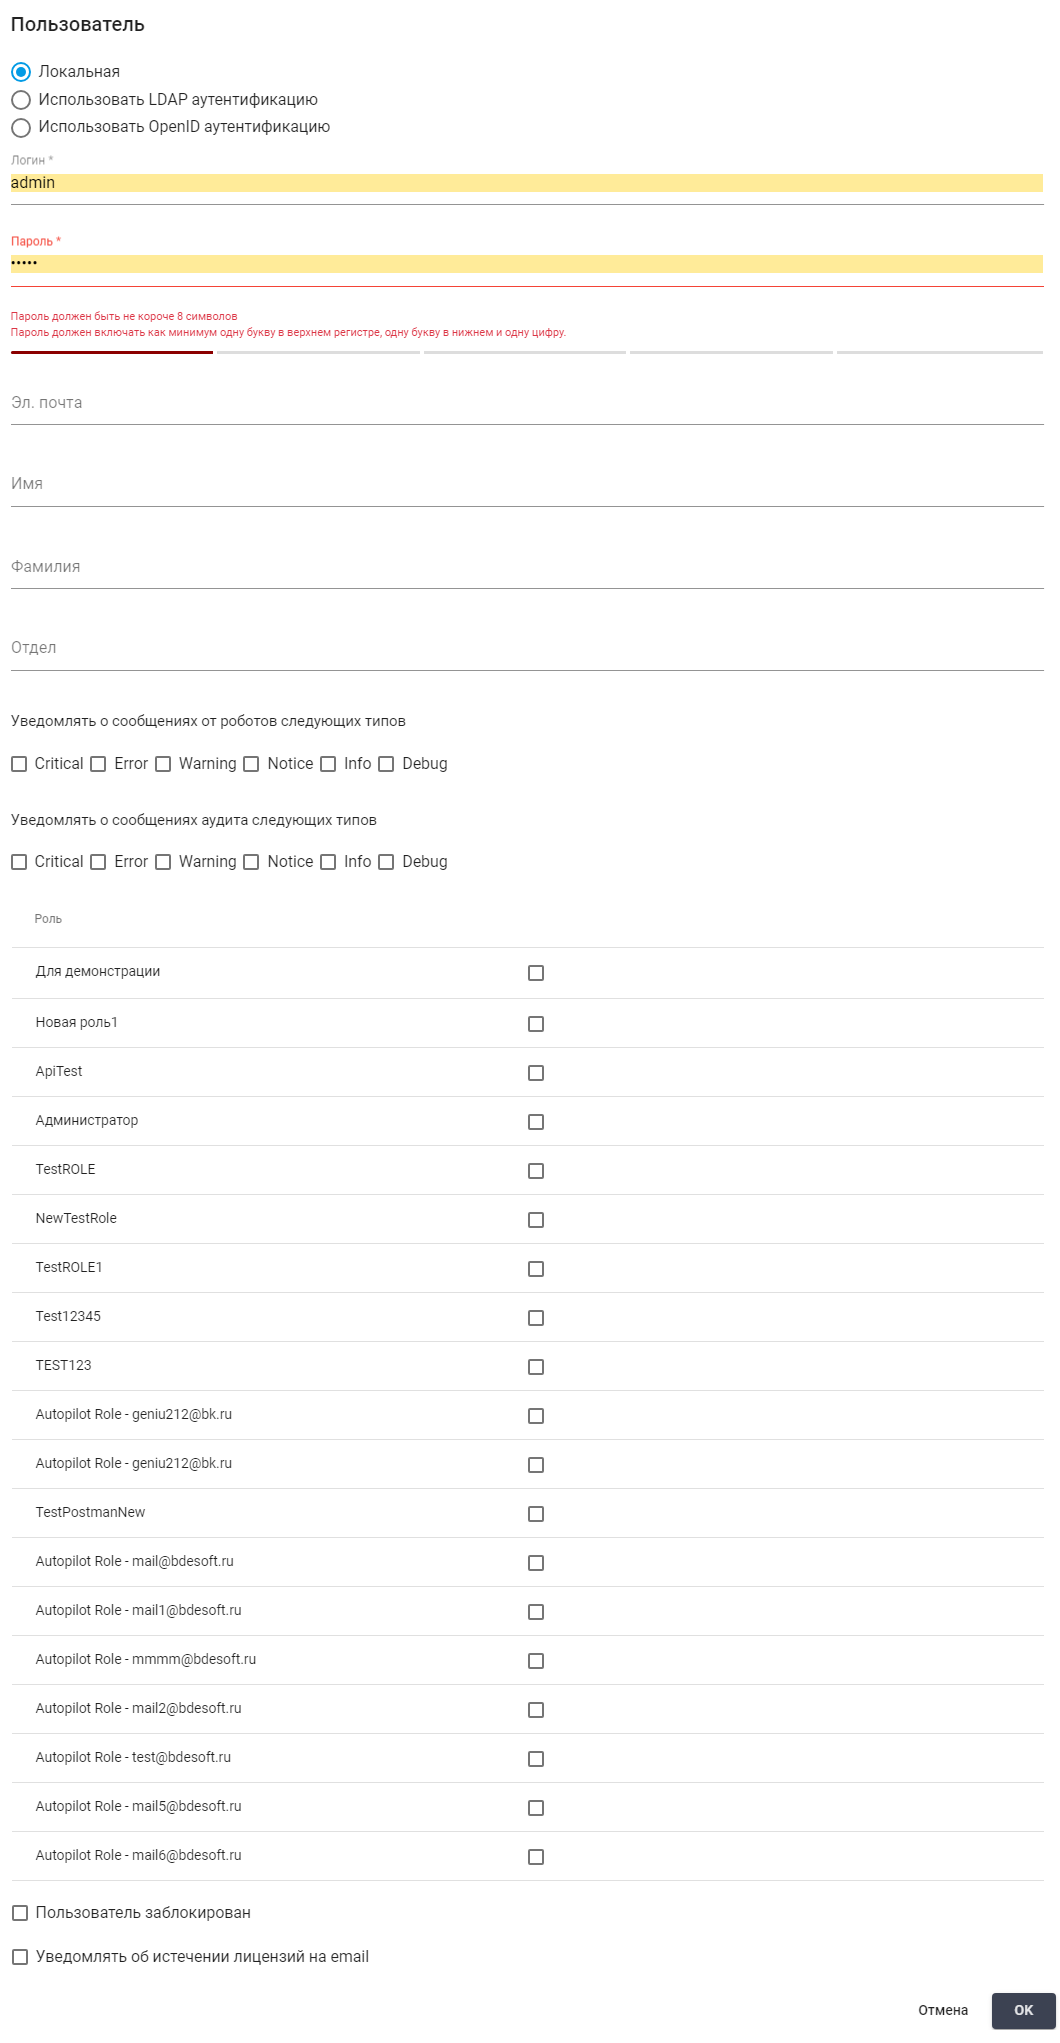 Пользователь
Локальная
Использовать LDAP аутентификацию
Использовать OpenID аутентификацию
Логин *
admin
Пароль *
•••••
Пароль должен быть не короче 8 символов
Пароль должен включать как минимум одну букву в верхнем регистре, одну букву в нижнем и одну цифру.
Эл. почта
Имя
Фамилия
Отдел
Уведомлять о сообщениях от роботов следующих типов
Critical Error Warning Notice Info Debug
Уведомлять о сообщениях аудита следующих типов
Critical Error Warning Notice Info Debug
Роль
Для демонстрации
Новая роль1
ApiTest
Администратор
TestROLE
NewTestRole
TestROLE1
Test12345
TEST123
Autopilot Role - geniu212@bk.ru
Autopilot Role - geniu212@bk.ru
TestPostmanNew
Autopilot Role - mail@bdesoft.ru
Autopilot Role - mail1@bdesoft.ru
Autopilot Role - mmmm@bdesoft.ru
Autopilot Role - mail2@bdesoft.ru
Autopilot Role - test@bdesoft.ru
Autopilot Role - mail5@bdesoft.ru
Autopilot Role - mail6@bdesoft.ru
Пользователь заблокирован
Уведомлять об истечении лицензий на email
Отмена OK